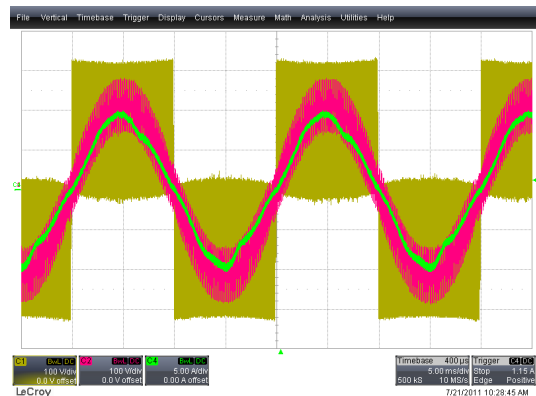 File Vertical Timebase Trigger Display Cursors Measure Math Analysis Utilities Help
C1 BwL DC
100 V/div
0.0 V offset
C2 BwL DC
100 V/div
0.0 V offset
C4 BwL DC
5.00 A/div
0.00 A offset
Timebase 400 µs
5.00 ms/div
500 kS 10 MS/s
Trigger C4 DC
Stop 1.15 A
Edge Positive
LeCroy
7/21/2011 10:28:45 AM